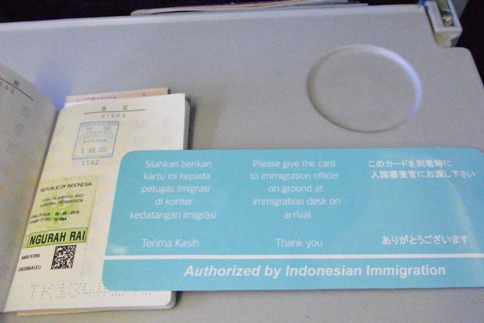 VISAS
Silankan berikan
kartu ini kepada
petugas imigrasi
di konter
kedatangan imigrasi
Terima Kasih
Please give the card
to immigration officer
on ground at
immigration desk on
arrival
Thank you
このカードを到着時に
入国審査官にお渡し下さい
ありがとうございます
Authorized by Indonesian Immigration
REPUBLIC OF INDONESIA
NGURAH RAI